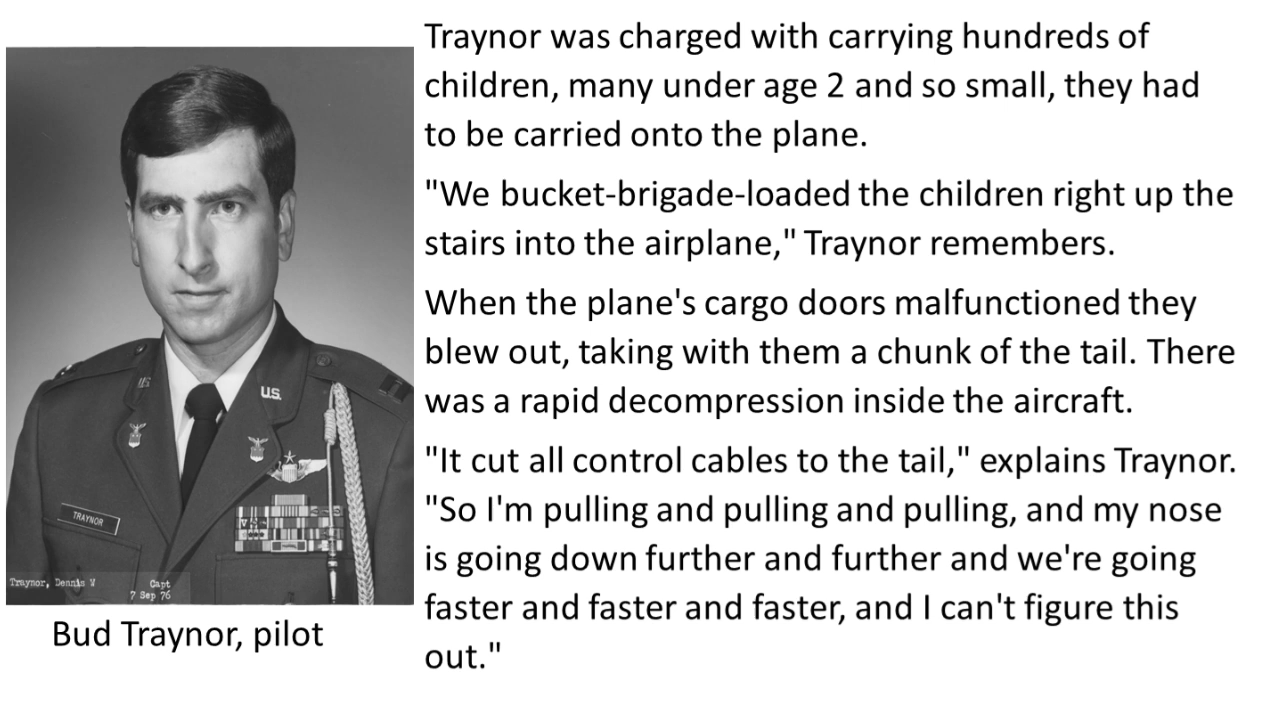 Traynor was charged with carrying hundreds of
children, many under age 2 and so small, they had
to be carried onto the plane.
"We bucket-brigade-loaded the children right up the
stairs into the airplane," Traynor remembers.
When the plane's cargo doors malfunctioned they
blew out, taking with them a chunk of the tail. There
was a rapid decompression inside the aircraft.
"It cut all control cables to the tail," explains Traynor.
"So I'm pulling and pulling and pulling, and my nose
is going down further and further and we're going
faster and faster and faster, and I can't figure this
out."
U.S.
TRAYNOR
Traynor, Dennis W Capt
7 Sep 76
Bud Traynor, pilot